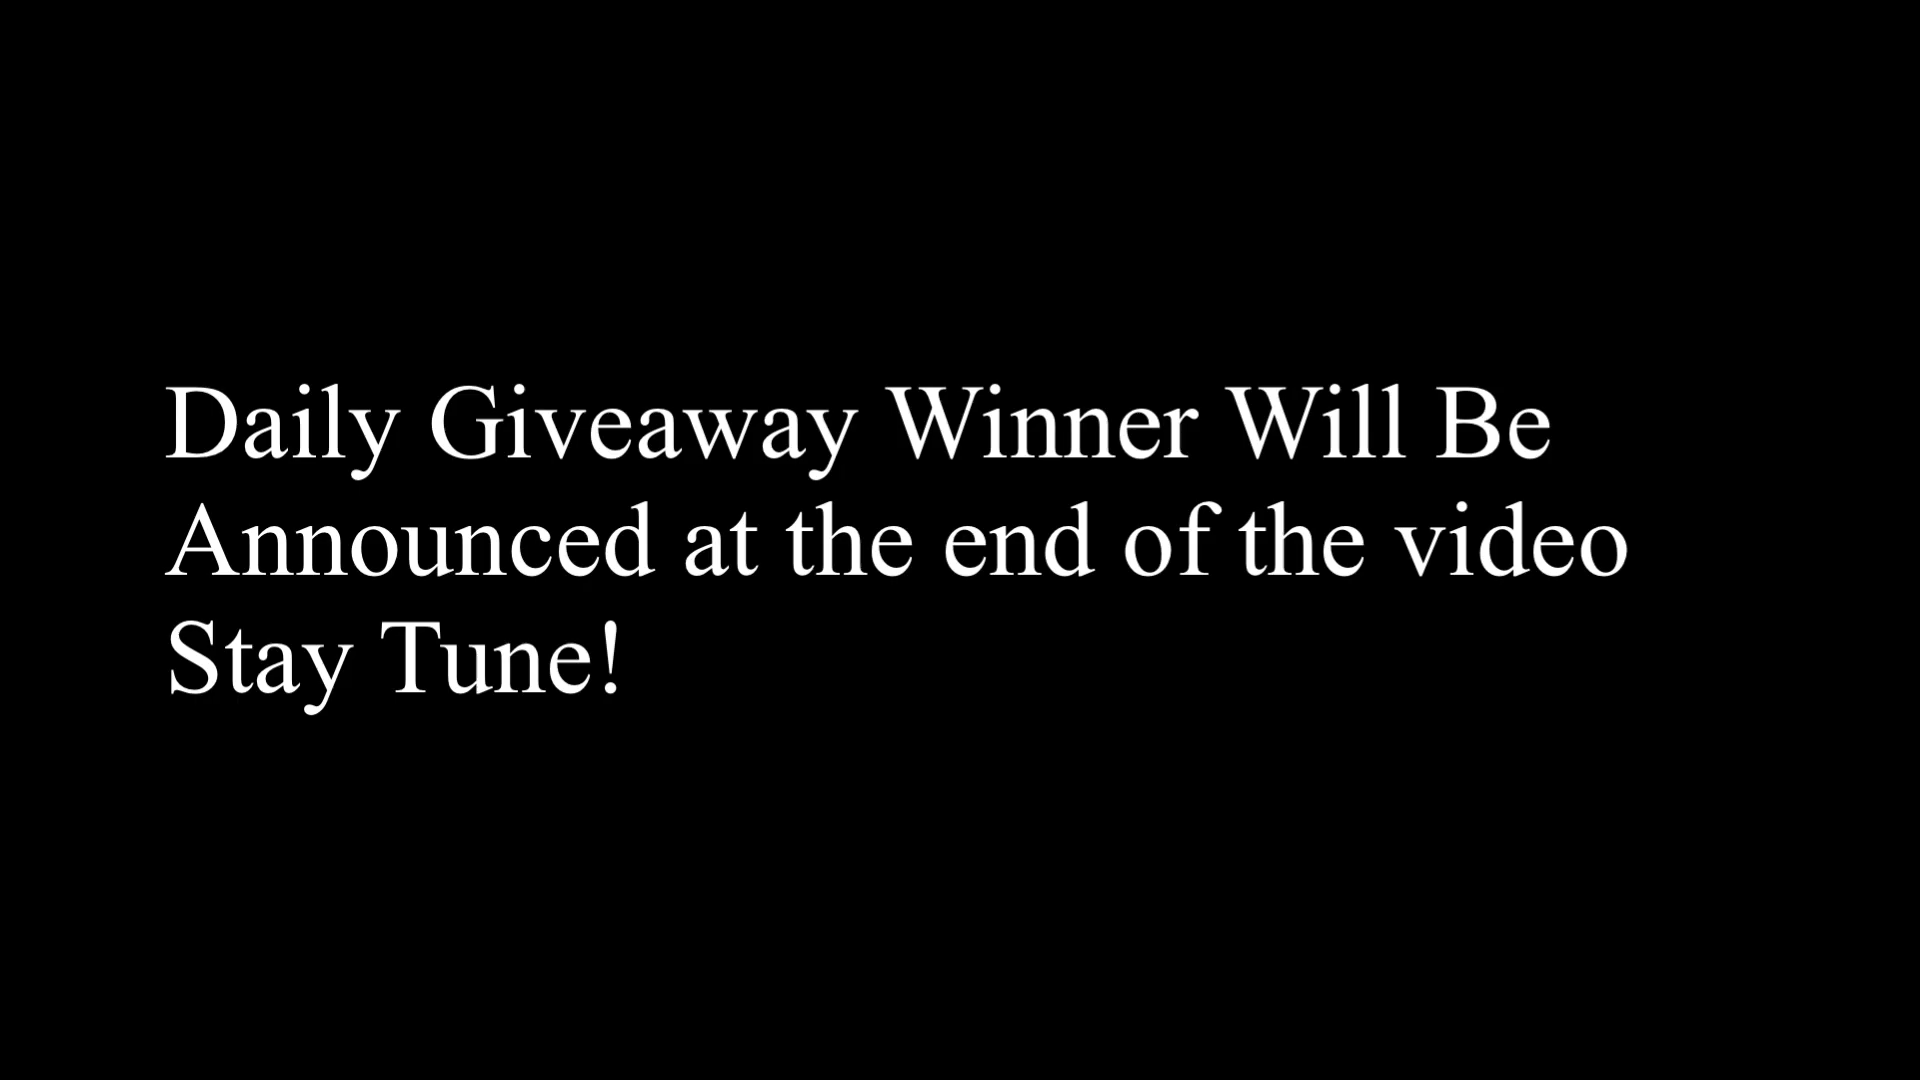 Daily Giveaway Winner Will Be
Announced at the end of the video
Stay Tune!